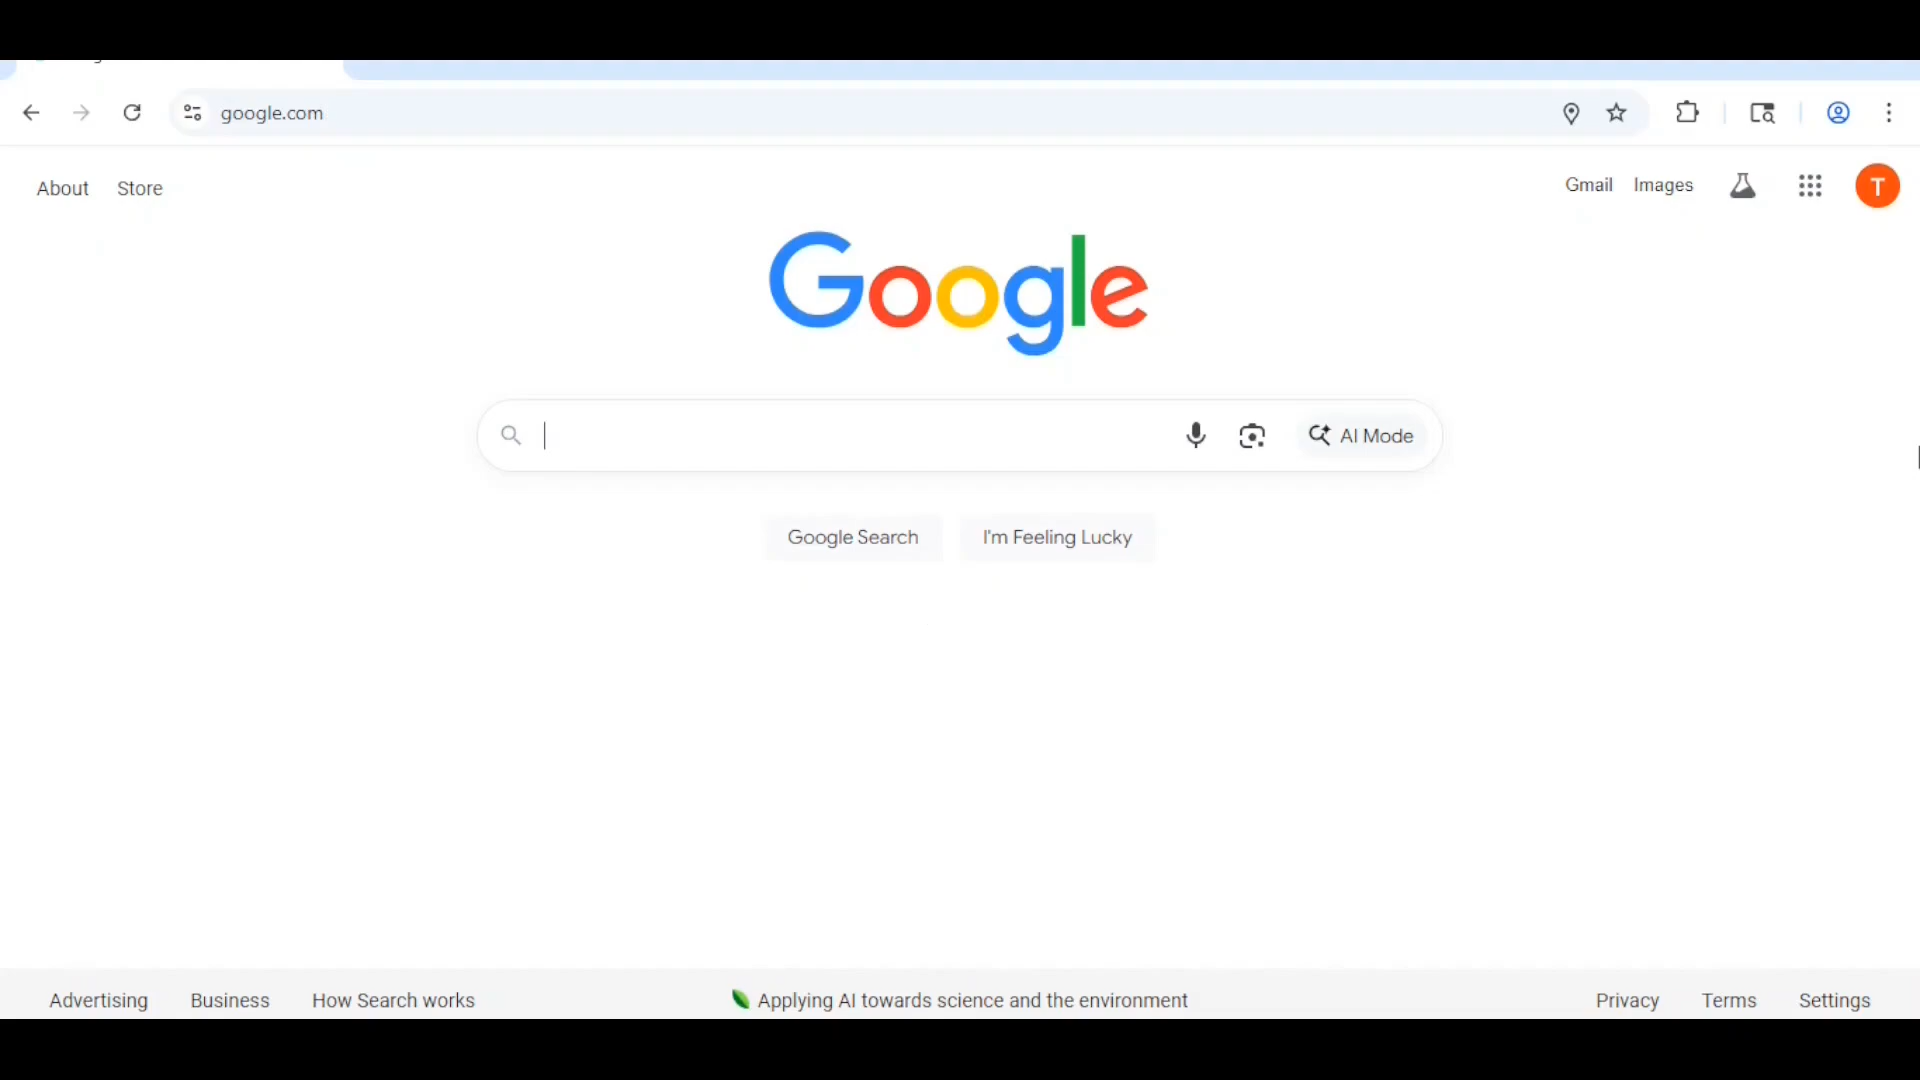 google.com
About Store
Gmail Images T
Google
AI Mode
Google Search I'm Feeling Lucky
Advertising Business How Search works Applying AI towards science and the environment Privacy Terms Settings